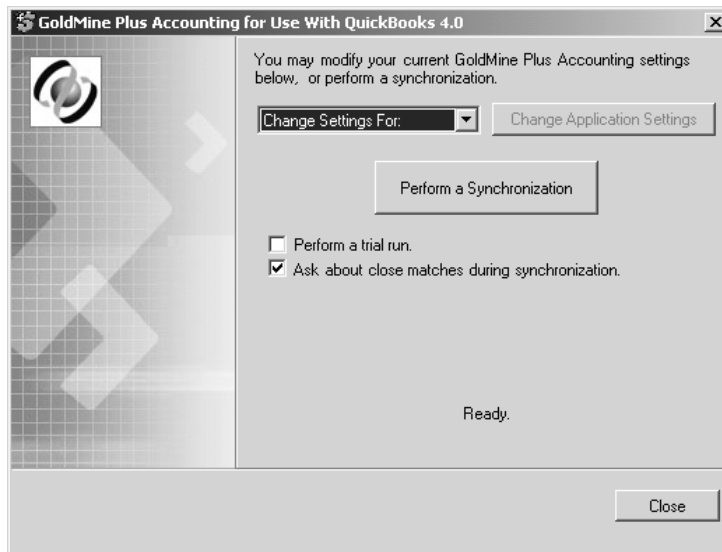 GoldMine Plus Accounting for Use With QuickBooks 4.0
You may modify your current GoldMine Plus Accounting settings
below, or perform a synchronization.
Change Settings For:
Change Application Settings
Perform a Synchronization
Perform a trial run.
Ask about close matches during synchronization.
Ready.
Close